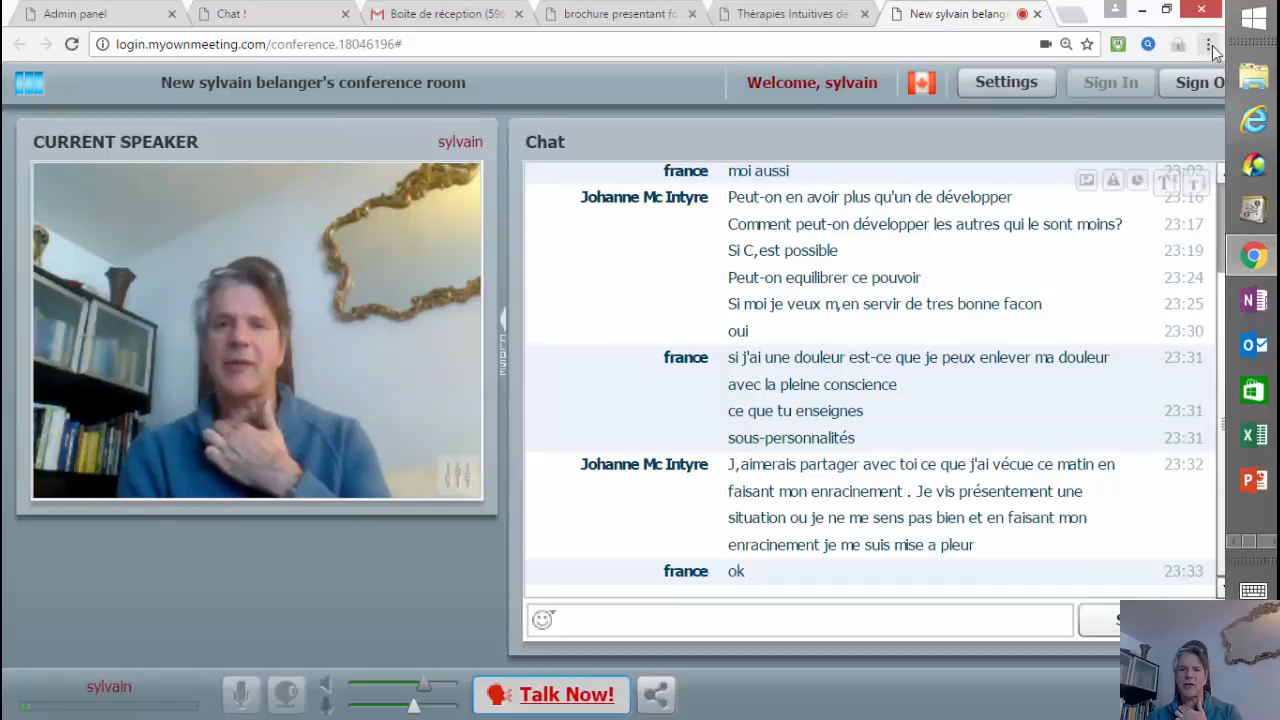 Admin panel
Chat !
Boîte de réception (596
brochure presentant fo
Thérapies Intuitives dé
New sylvain belange
login.myownmeeting.com/conference,18046196#
New sylvain belanger's conference room
Welcome, sylvain
Settings
Sign In
Sign O
CURRENT SPEAKER
sylvain
Chat
france moi aussi 23:02
Johanne Mc Intyre Peut-on en avoir plus qu'un de développer 23:16
Comment peut-on développer les autres qui le sont moins? 23:17
Si C,est possible 23:19
Peut-on equilibrer ce pouvoir 23:24
Si moi je veux m,en servir de tres bonne facon 23:25
oui 23:30
france si j'ai une douleur est-ce que je peux enlever ma douleur 23:31
avec la pleine conscience
ce que tu enseignes 23:31
sous-personnalités 23:31
Johanne Mc Intyre J,aimerais partager avec toi ce que j'ai vécue ce matin en 23:32
faisant mon enracinement . Je vis présentement une
situation ou je ne me sens pas bien et en faisant mon
enracinement je me suis mise a pleur
france ok 23:33
CLOSE
S
sylvain
Talk Now!